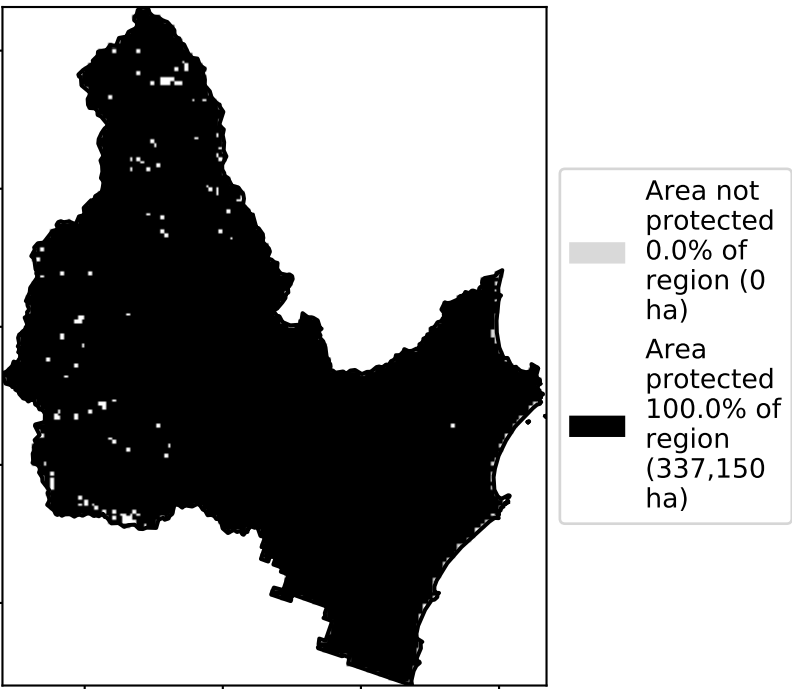 Area not
protected
0.0% of
region (0
ha)
Area
protected
100.0% of
region
(337,150
ha)